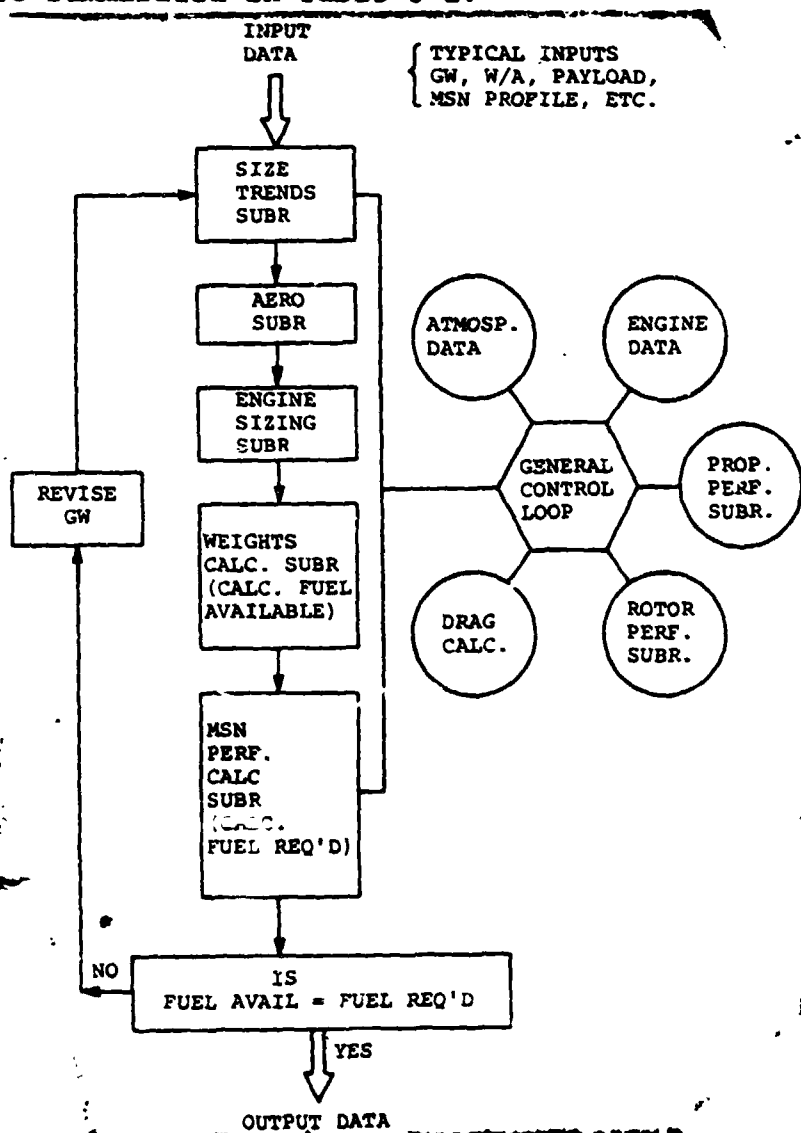 INPUT
DATA
TYPICAL INPUTS
GW, W/A, PAYLOAD,
MSN PROFILE, ETC.
SIZE
TRENDS
SUBR
AERO
SUBR
ENGINE
SIZING
SUBR
WEIGHTS
CALC. SUBR
(CALC. FUEL
AVAILABLE)
MSN
PERF.
CALC
SUBR
(CALC.
FUEL REQ'D)
REVISE
GW
ATMOSP.
DATA
ENGINE
DATA
GENERAL
CONTROL
LOOP
PROP.
PERF.
SUBR.
DRAG
CALC.
ROTOR
PERF.
SUBR.
NO
IS
FUEL AVAIL = FUEL REQ'D
YES
OUTPUT DATA